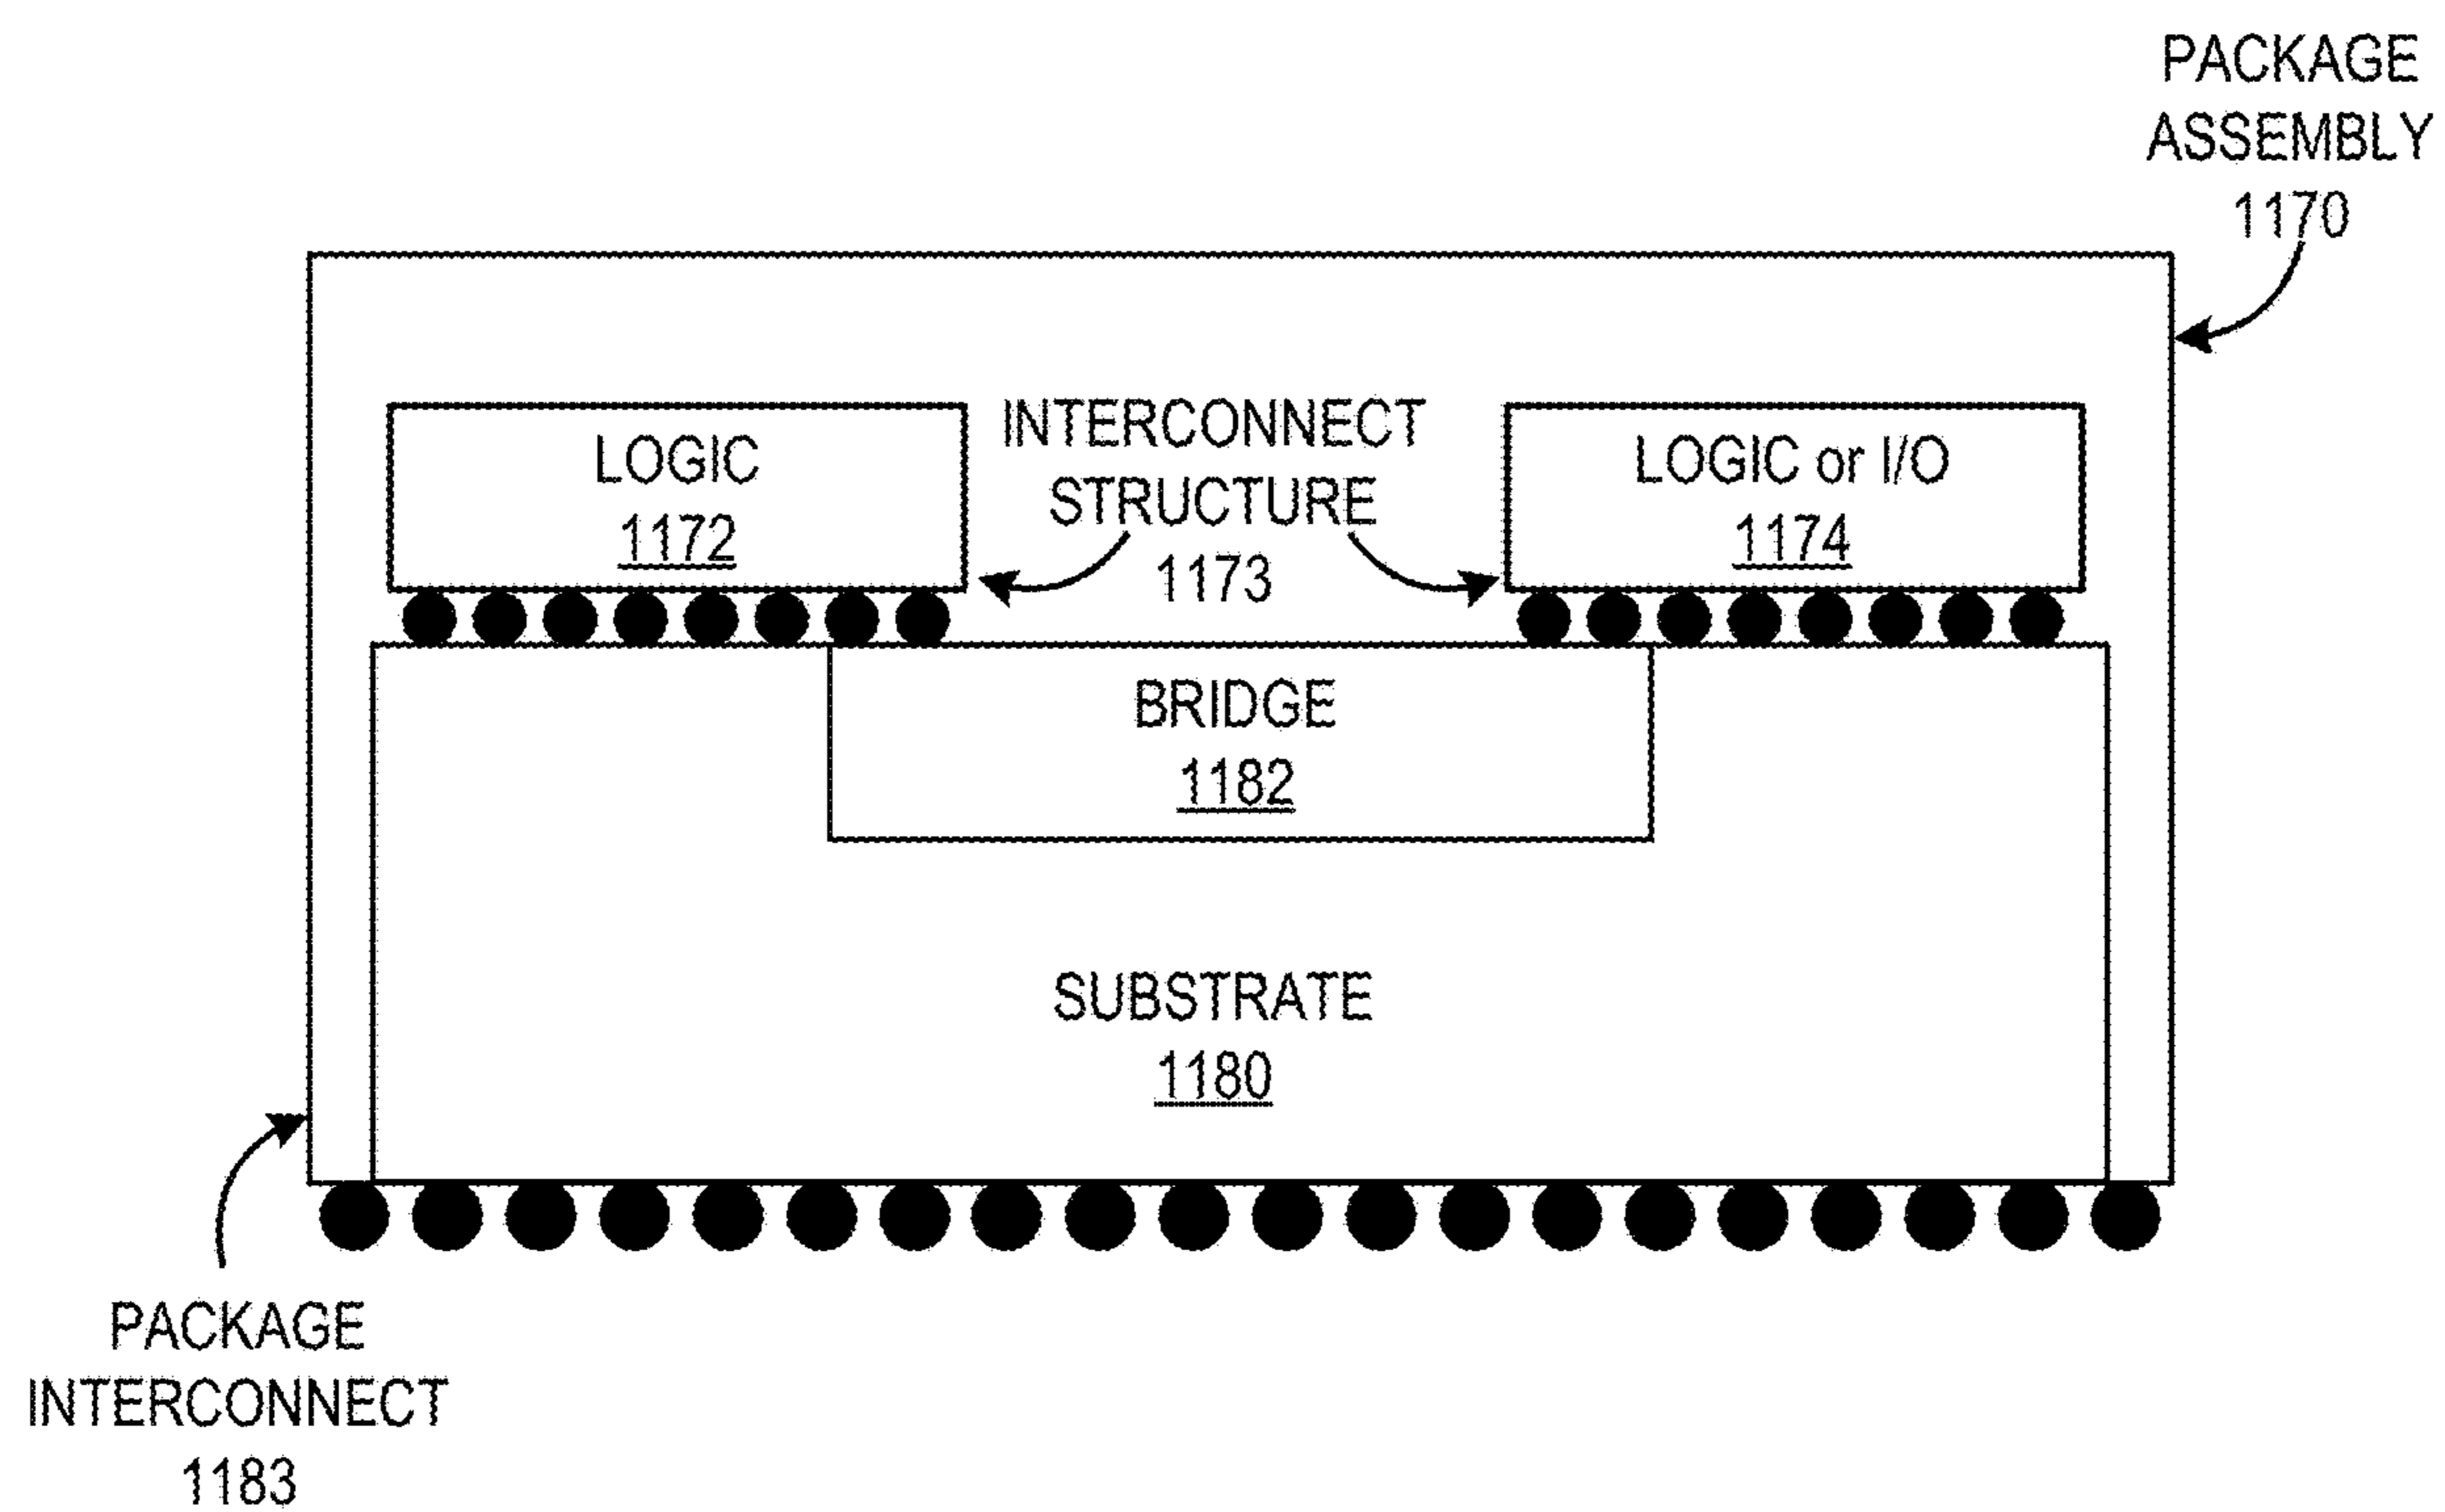 PACKAGE
ASSEMBLY
1170
LOGIC
1172
INTERCONNECT
STRUCTURE
1173
LOGIC or I/O
1174
BRIDGE
1182
SUBSTRATE
1180
PACKAGE
INTERCONNECT
1183